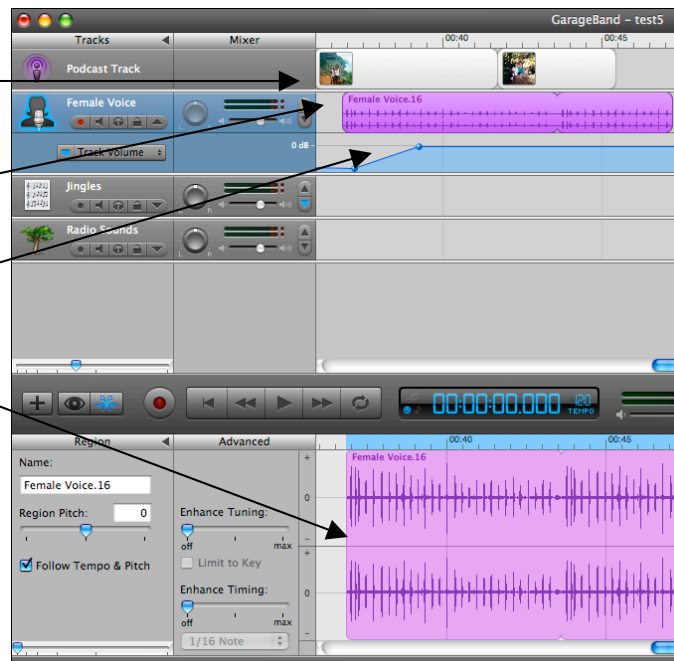 GarageBand – test5
Tracks
Mixer
00:40
00:45
Podcast Track
Female Voice
L
R
Female Voice.16
Track Volume
0 dB
Jingles
L
R
Radio Sounds
L
R
00:00:00.000
120
TEMPO
Region
Advanced
00:40
00:45
Name:
Female Voice.16
Region Pitch:
0
Follow Tempo & Pitch
Enhance Tuning:
off
max
Limit to Key
Enhance Timing:
off
max
1/16 Note
+
0
-
+
0
-
Female Voice.16